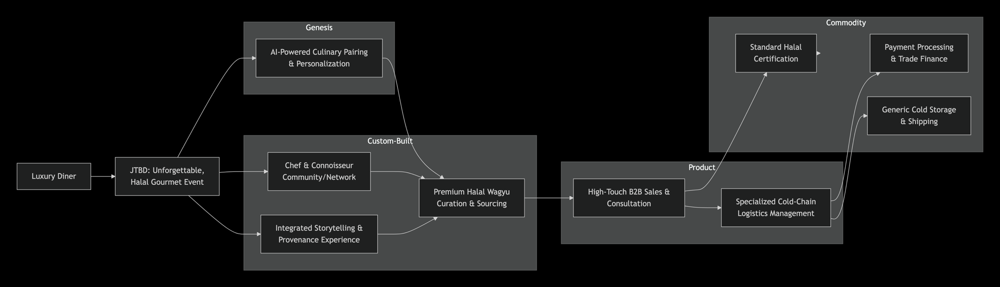 Luxury Diner
JTBD: Unforgettable,
Halal Gourmet Event
Genesis
AI-Powered Culinary Pairing
& Personalization
Custom-Built
Chef & Connoisseur
Community/Network
Integrated Storytelling &
Provenance Experience
Premium Halal Wagyu
Curation & Sourcing
Product
High-Touch B2B Sales &
Consultation
Specialized Cold-Chain
Logistics Management
Commodity
Standard Halal
Certification
Payment Processing
& Trade Finance
Generic Cold Storage
& Shipping